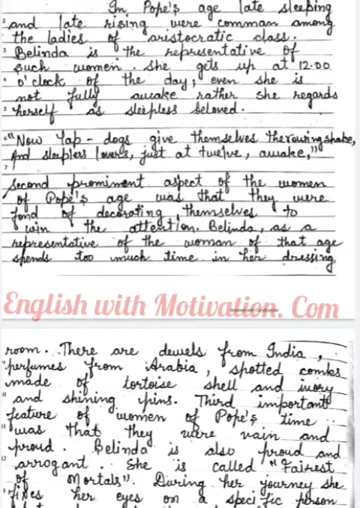 In Pope's age late sleeping
and late rising were comman among
the ladies of aristocratic class.
Belinda is the representative of
such women. She gets up at 12:00
o'clock of the day, even she is
not fully awake rather she regards
herself as sleepless beloved.
"Now lap-dogs give themselves the rowing shake,
And sleepless lovers, just at twelve, awake,"
Second prominent aspect of the women
of Pope's age was that they were
fond of decorating themselves to
win the attention. Belinda, as a
representative of the woman of that age
spends too much time in her dressing
English with Motivation. Com
room. There are dewels from India,
perfumes from Arabia, spotted combs
made of tortoise shell and ivory
and shining pins. Third important
feature of women of Pope's time
was that they were vain and
proud. Belinda is also proud and
arrogant. She is called "Fairest
of Mortals". During her journey she
fixes her eyes on a specific person